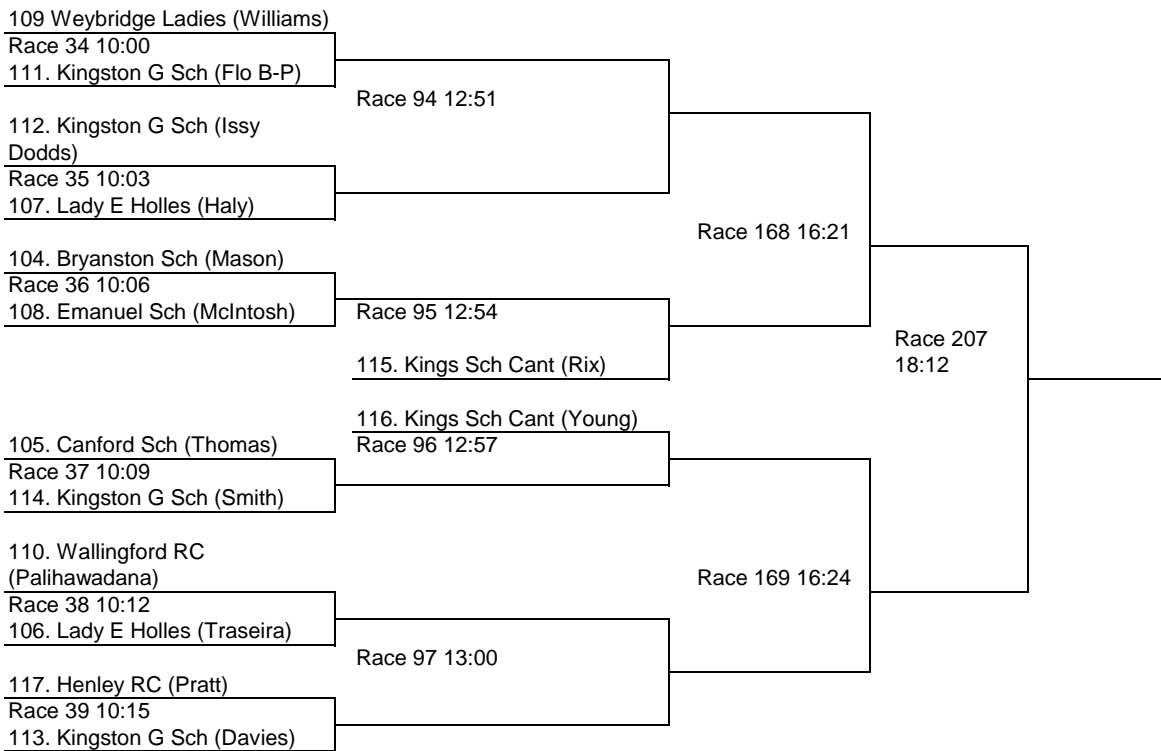 109 Weybridge Ladies (Williams)
Race 34 10:00
111. Kingston G Sch (Flo B-P)
Race 94 12:51
112. Kingston G Sch (Issy
Dodds)
Race 35 10:03
107. Lady E Holles (Haly)
Race 168 16:21
104. Bryanston Sch (Mason)
Race 36 10:06
108. Emanuel Sch (McIntosh)
Race 95 12:54
115. Kings Sch Cant (Rix)
Race 207
18:12
116. Kings Sch Cant (Young)
Race 96 12:57
105. Canford Sch (Thomas)
Race 37 10:09
114. Kingston G Sch (Smith)
110. Wallingford RC
(Palihawadana)
Race 169 16:24
Race 38 10:12
106. Lady E Holles (Traseira)
Race 97 13:00
117. Henley RC (Pratt)
Race 39 10:15
113. Kingston G Sch (Davies)